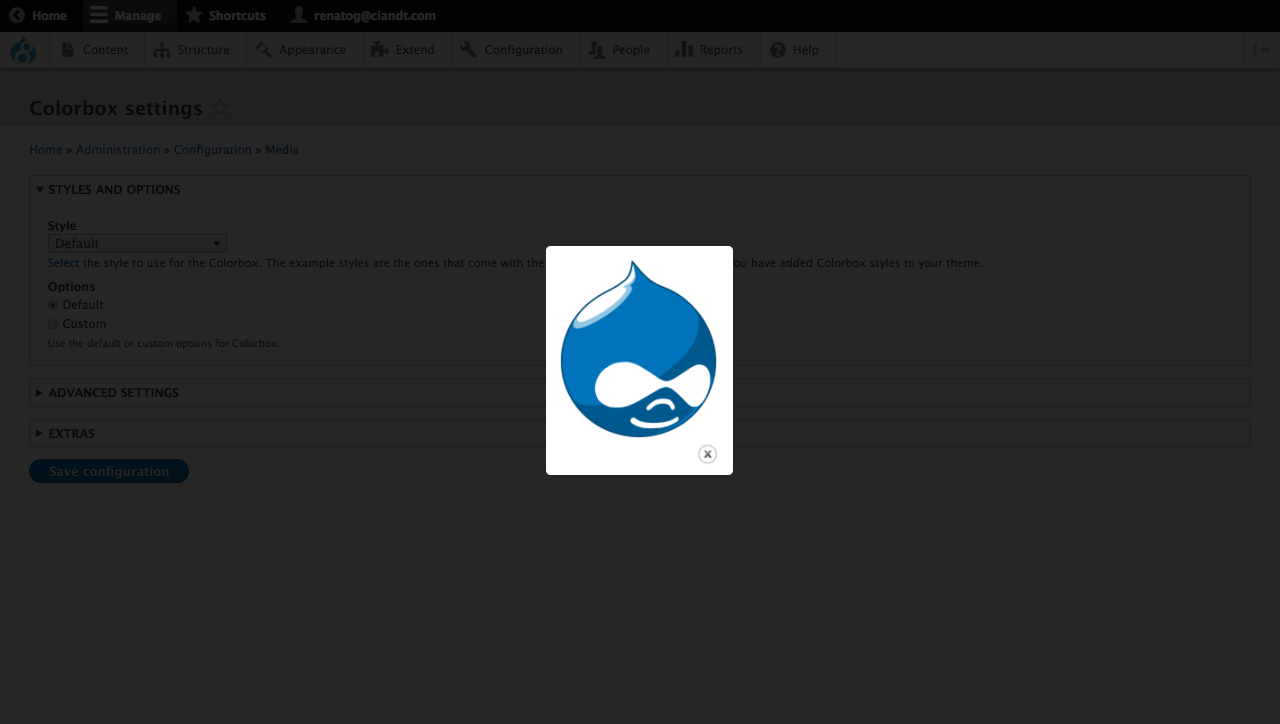 Home Manage Shortcuts renatog@ciandt.com
Content Structure Appearance Extend Configuration People Reports Help
Colorbox settings
Home » Administration » Configuration » Media
STYLES AND OPTIONS
Style
Default
Select the style to use for the Colorbox. The example styles are the ones that come with the you have added Colorbox styles to your theme.
Options
Default
Custom
Use the default or custom options for Colorbox.
ADVANCED SETTINGS
EXTRAS
Save configuration